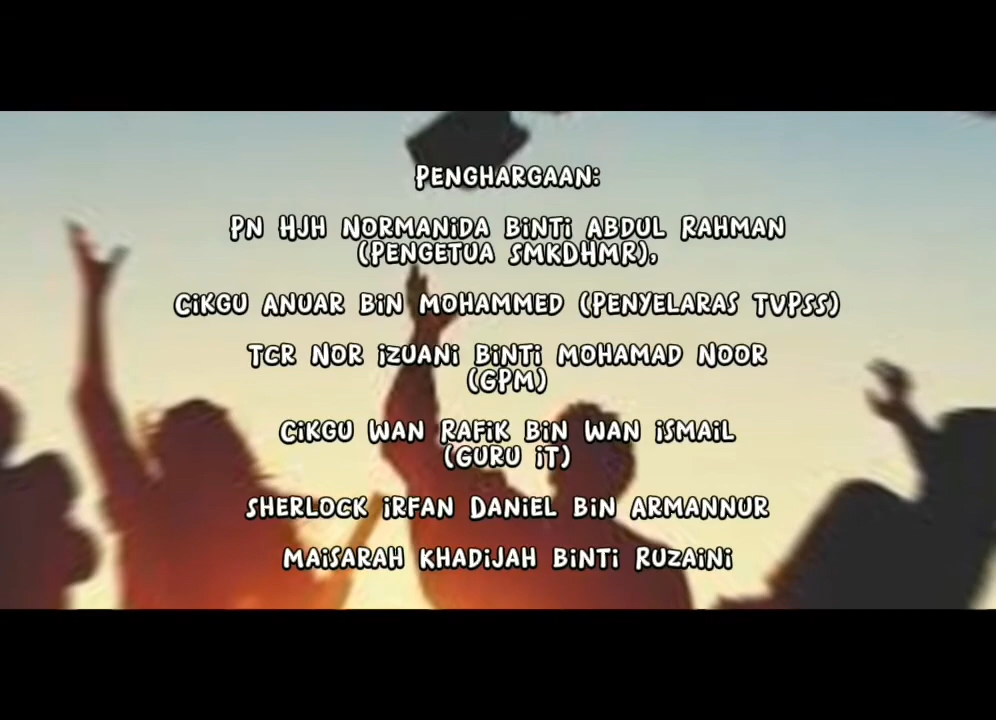 PENGHARGAAN:
PN HJH NORMANiDA BiNTi ABDUL RAHMAN
(PENGETUA SMKDHMR),
CiKGU ANUAR BiN MOHAMMED (PENYELARAS TVPSS)
TCR NOR iZUANi BiNTi MOHAMAD NOOR
(GPM)
CiKGU WAN RAFiK BiN WAN iSMAiL
(GURU iT)
SHERLOCK iRFAN DANiEL BiN ARMANNUR
MAiSARAH KHADiJAH BiNTi RUZAiNi